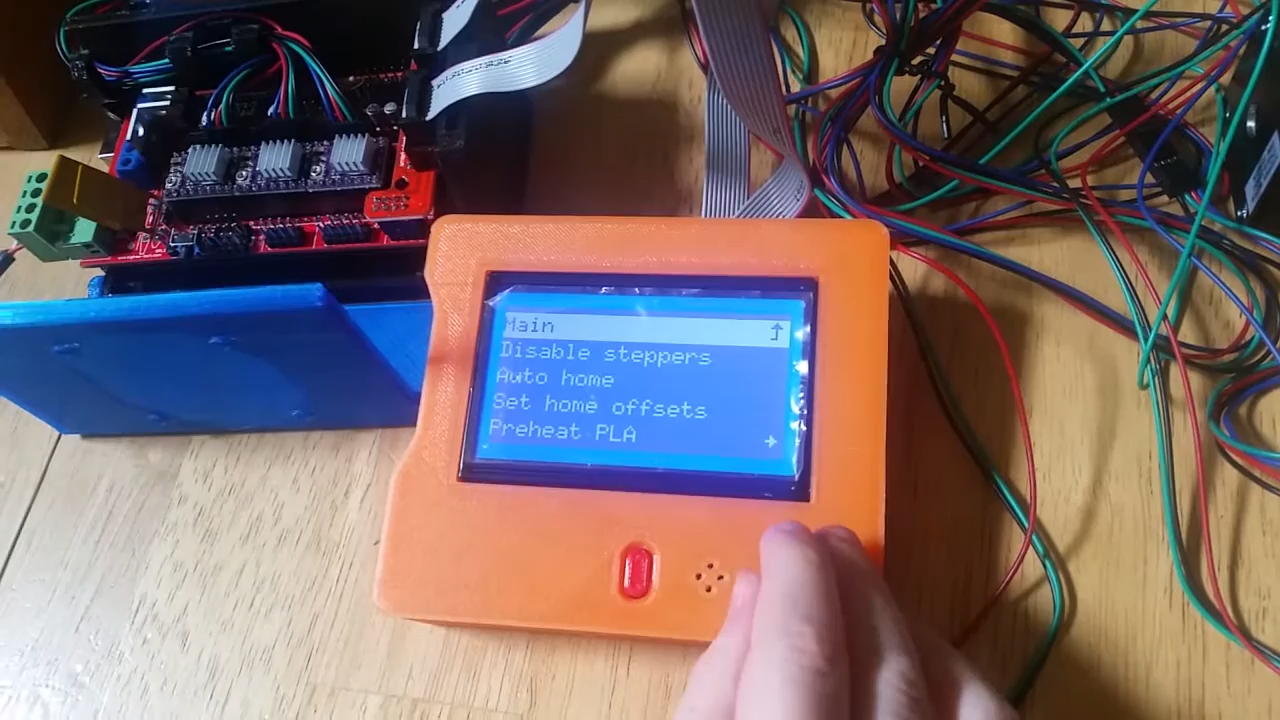 Main
Disable steppers
Auto home
Set home offsets
Preheat PLA